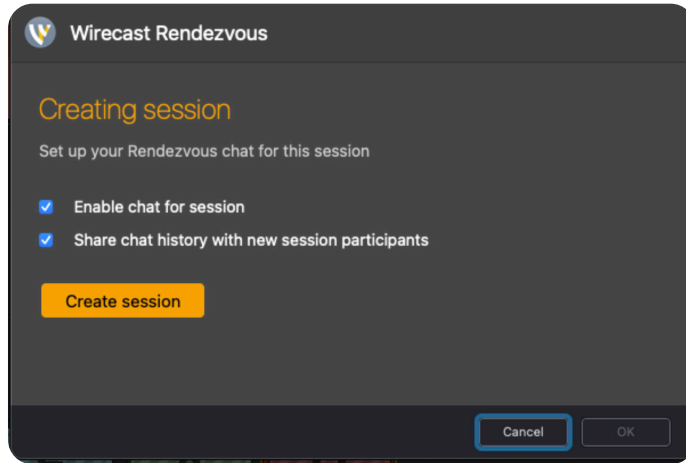 Wirecast Rendezvous
Creating session
Set up your Rendezvous chat for this session
Enable chat for session
Share chat history with new session participants
Create session
Cancel
OK